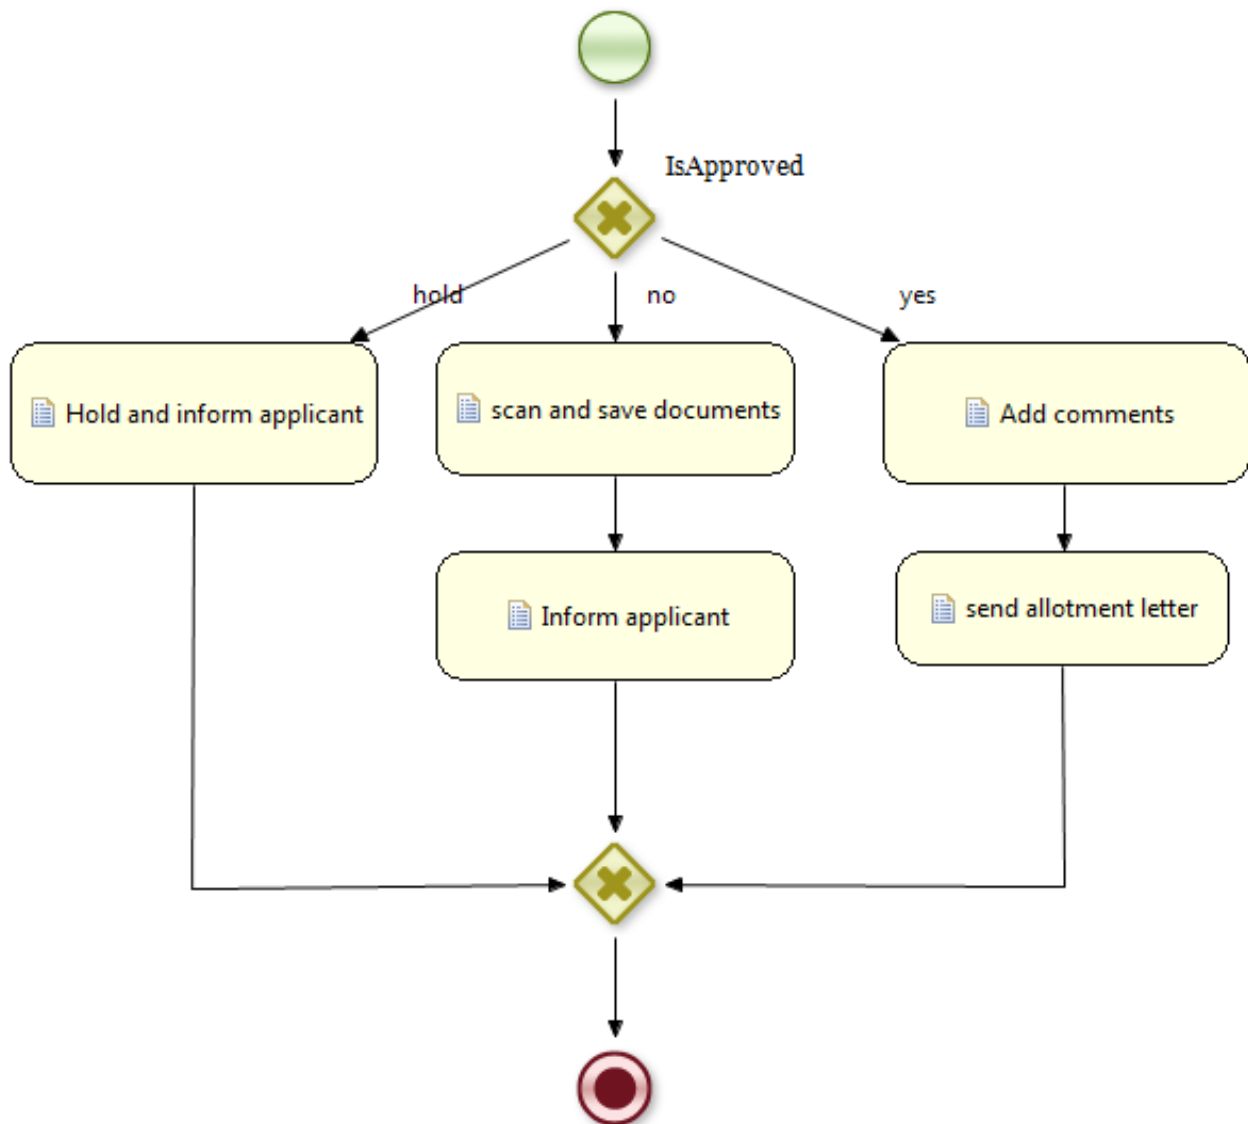 IsApproved
hold
no
yes
Hold and inform applicant
scan and save documents
Add comments
Inform applicant
send allotment letter